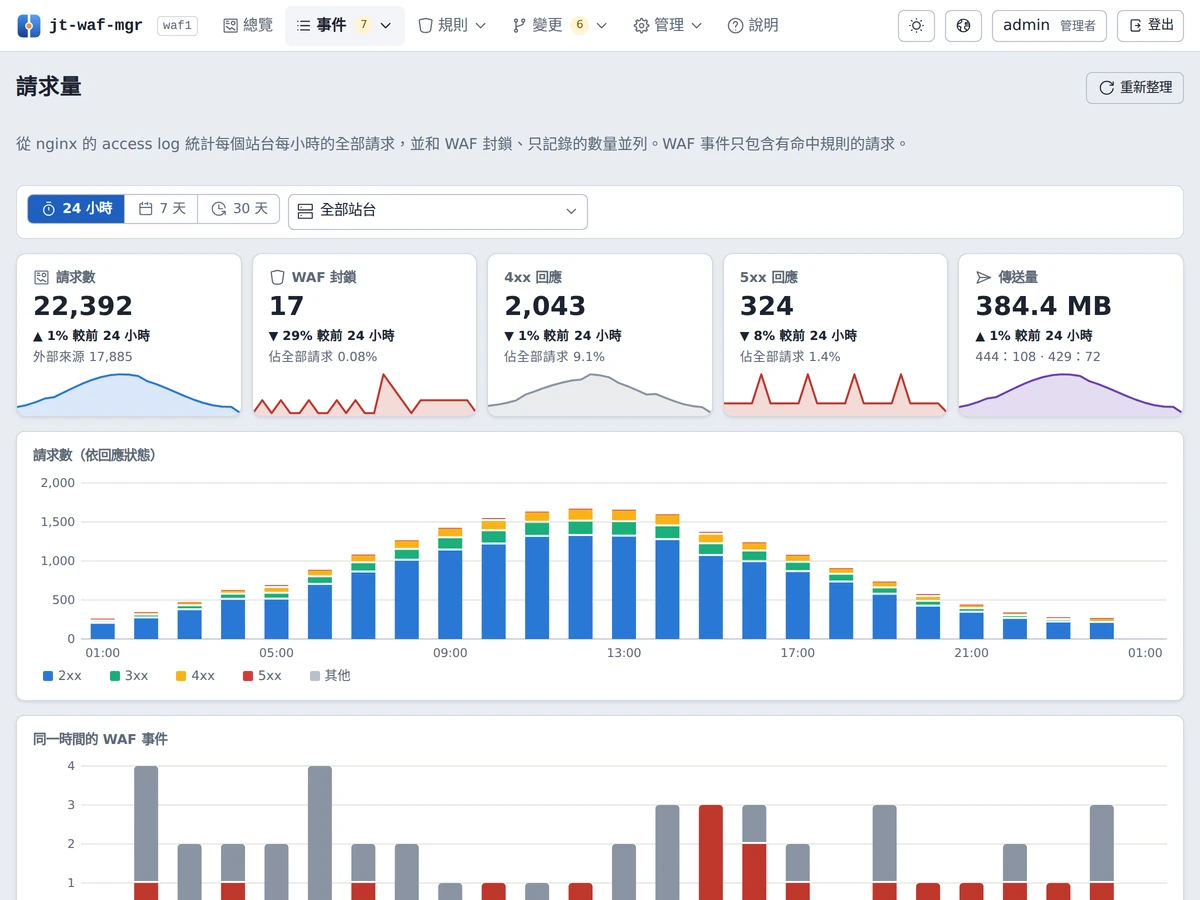 jt-waf-mgr waf1 總覽 事件 7 規則 變更 6 管理 說明 admin 管理者 登出
請求量
重新整理
從 nginx 的 access log 統計每個站台每小時的全部請求，並和 WAF 封鎖、只記錄的數量並列。WAF 事件只包含有命中規則的請求。
24 小時 7 天 30 天 全部站台
請求數
22,392
▲ 1% 較前 24 小時
外部來源 17,885
WAF 封鎖
17
▼ 29% 較前 24 小時
佔全部請求 0.08%
4xx 回應
2,043
▼ 1% 較前 24 小時
佔全部請求 9.1%
5xx 回應
324
▼ 8% 較前 24 小時
佔全部請求 1.4%
傳送量
384.4 MB
▲ 1% 較前 24 小時
444：108 · 429：72
請求數（依回應狀態）
2,000
1,500
1,000
500
0
01:00 05:00 09:00 13:00 17:00 21:00 01:00
2xx 3xx 4xx 5xx 其他
同一時間的 WAF 事件
4
3
2
1